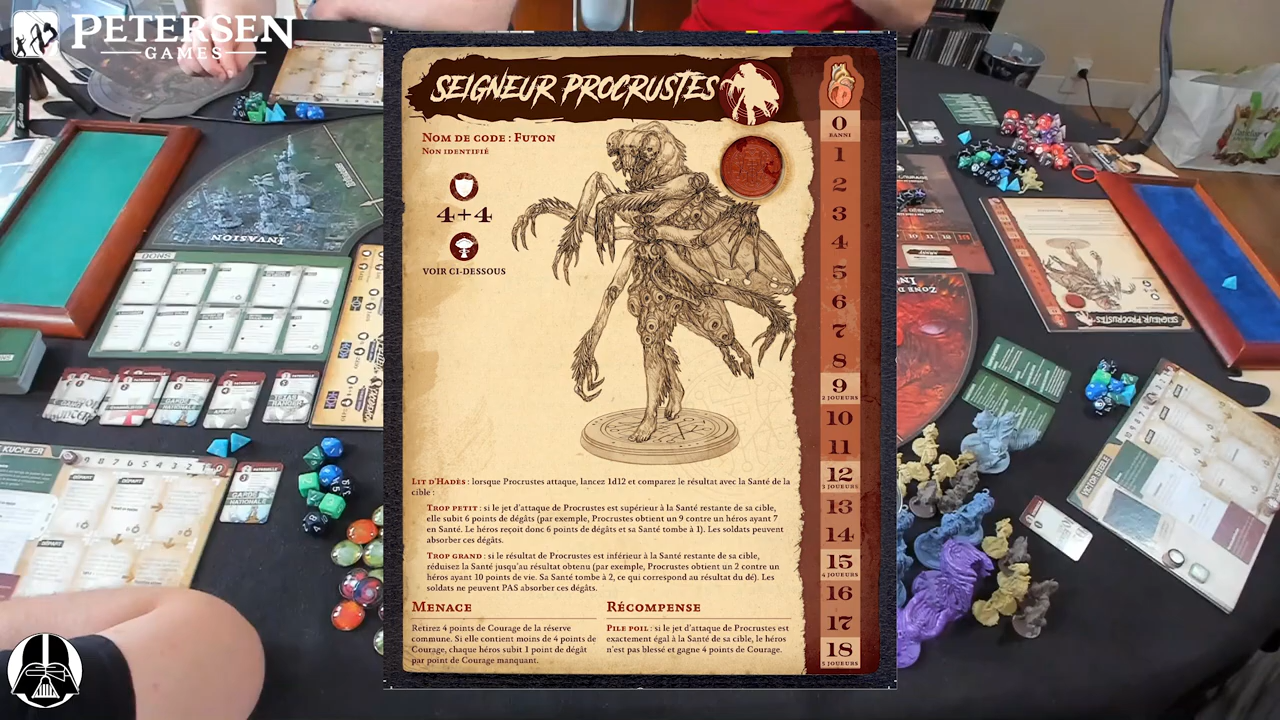 PETERSEN
GAMES
SEIGNEUR PROCRUSTES
NOM DE CODE : FUTON
NON IDENTIFIÉ
4+4
VOIR CI-DESSOUS
0
BANNI
1
2
3
4
5
6
7
8
9
2 JOUEURS
10
11
12
3 JOUEURS
13
14
15
4 JOUEURS
16
17
18
5 JOUEURS
LIT D'HADÈS : lorsque Procrustes attaque, lancez 1d12 et comparez le résultat avec la Santé de la
cible :
TROP PETIT : si le jet d'attaque de Procrustes est supérieur à la Santé restante de sa cible,
elle subit 6 points de dégâts (par exemple, Procrustes obtient un 9 contre un héros ayant 7
en Santé. Le héros reçoit donc 6 points de dégâts et sa Santé tombe à 1). Les soldats peuvent
absorber ces dégâts.
TROP GRAND : si le résultat de Procrustes est inférieur à la Santé restante de sa cible,
réduisez la Santé jusqu'au résultat obtenu (par exemple, Procrustes obtient un 2 contre un
héros ayant 10 points de vie. Sa Santé tombe à 2, ce qui correspond au résultat du dé). Les
soldats ne peuvent PAS absorber ces dégâts.
MENACE
Retirez 4 points de Courage de la réserve
commune. Si elle contient moins de 4 points de
Courage, chaque héros subit 1 point de dégât
par point de Courage manquant.
RÉCOMPENSE
PILE POIL : si le jet d'attaque de Procrustes est
exactement égal à la Santé de sa cible, le héros
n'est pas blessé et gagne 4 points de Courage.
INVASION
DONS
KUCHLER
GARDE
NATIONALE
SEIGNEUR PROCRUSTES